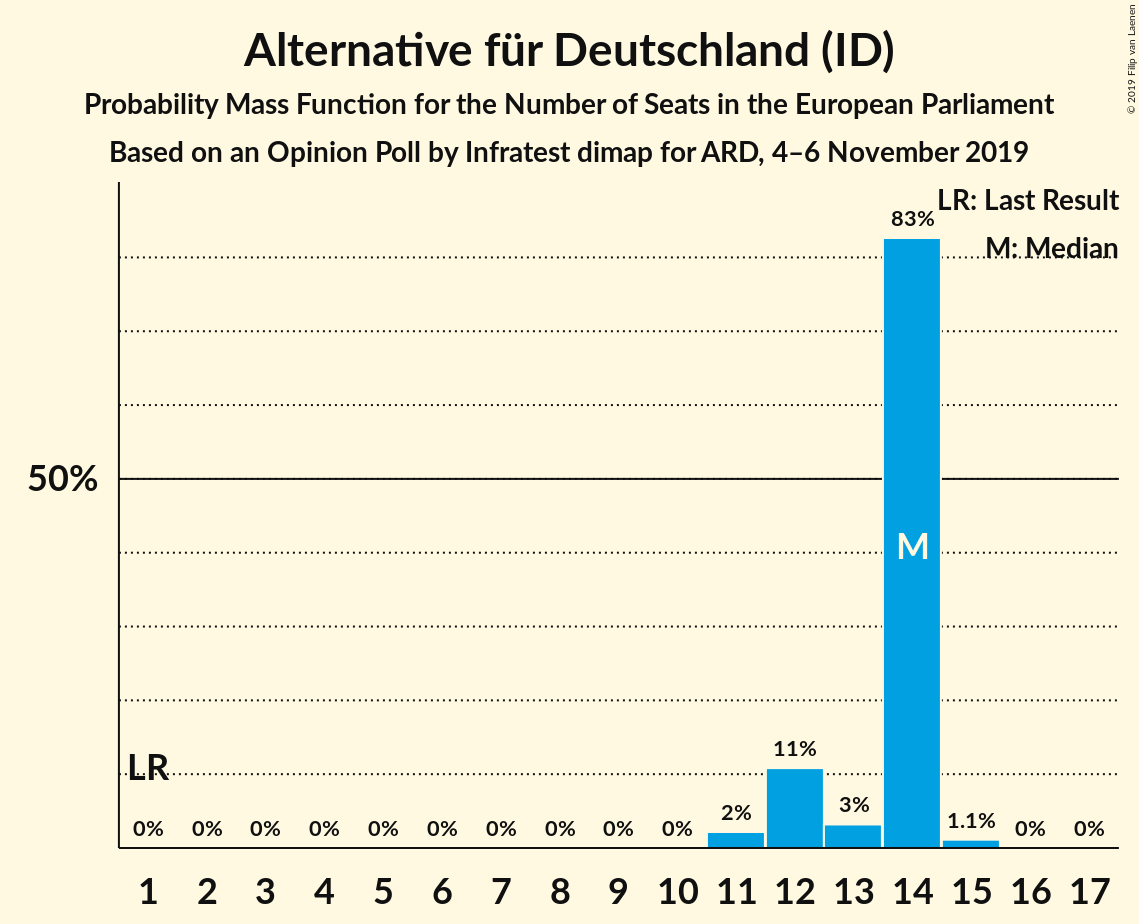 Alternative für Deutschland (ID)
Probability Mass Function for the Number of Seats in the European Parliament
Based on an Opinion Poll by Infratest dimap for ARD, 4–6 November 2019
© 2019 Filip van Laenen
LR: Last Result
M: Median
83%
50%
M
LR
11%
3%
2%
1.1%
0% 0% 0% 0% 0% 0% 0% 0% 0% 0% 0% 0%
1 2 3 4 5 6 7 8 9 10 11 12 13 14 15 16 17